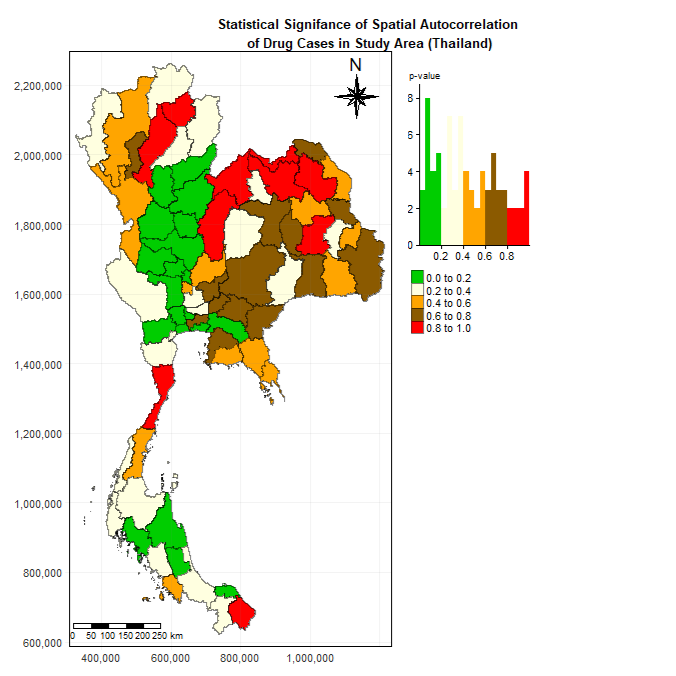 Statistical Signifance of Spatial Autocorrelation
of Drug Cases in Study Area (Thailand)
N
p-value
8
6
4
2
0
0.2 0.4 0.6 0.8
0.0 to 0.2
0.2 to 0.4
0.4 to 0.6
0.6 to 0.8
0.8 to 1.0
2,200,000
2,000,000
1,800,000
1,600,000
1,400,000
1,200,000
1,000,000
800,000
600,000
0 50 100 150 200 250 km
400,000 600,000 800,000 1,000,000